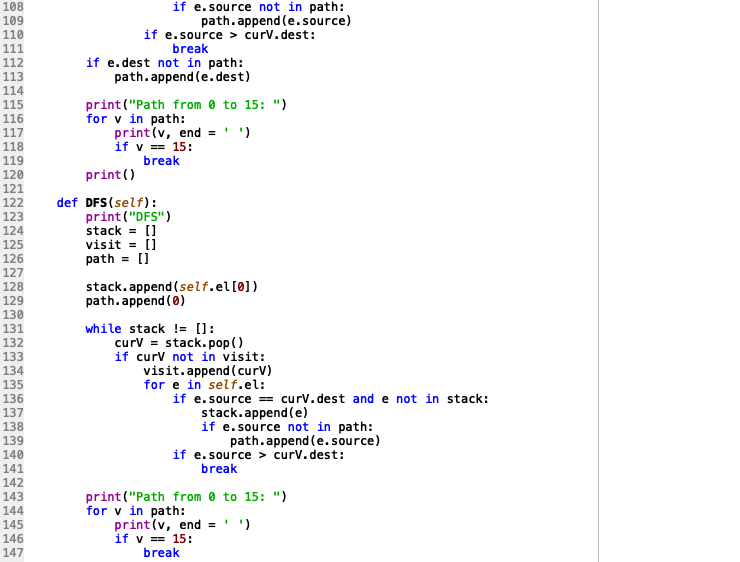 108                     if e.source not in path:
109                         path.append(e.source)
110                 if e.source > curV.dest:
111                     break
112         if e.dest not in path:
113             path.append(e.dest)
114
115         print("Path from 0 to 15: ")
116         for v in path:
117             print(v, end = ' ')
118             if v == 15:
119                 break
120         print()
121
122     def DFS(self):
123         print("DFS")
124         stack = []
125         visit = []
126         path = []
127
128         stack.append(self.el[0])
129         path.append(0)
130
131         while stack != []:
132             curV = stack.pop()
133             if curV not in visit:
134                 visit.append(curV)
135                 for e in self.el:
136                     if e.source == curV.dest and e not in stack:
137                         stack.append(e)
138                         if e.source not in path:
139                             path.append(e.source)
140                     if e.source > curV.dest:
141                         break
142
143         print("Path from 0 to 15: ")
144         for v in path:
145             print(v, end = ' ')
146             if v == 15:
147                 break